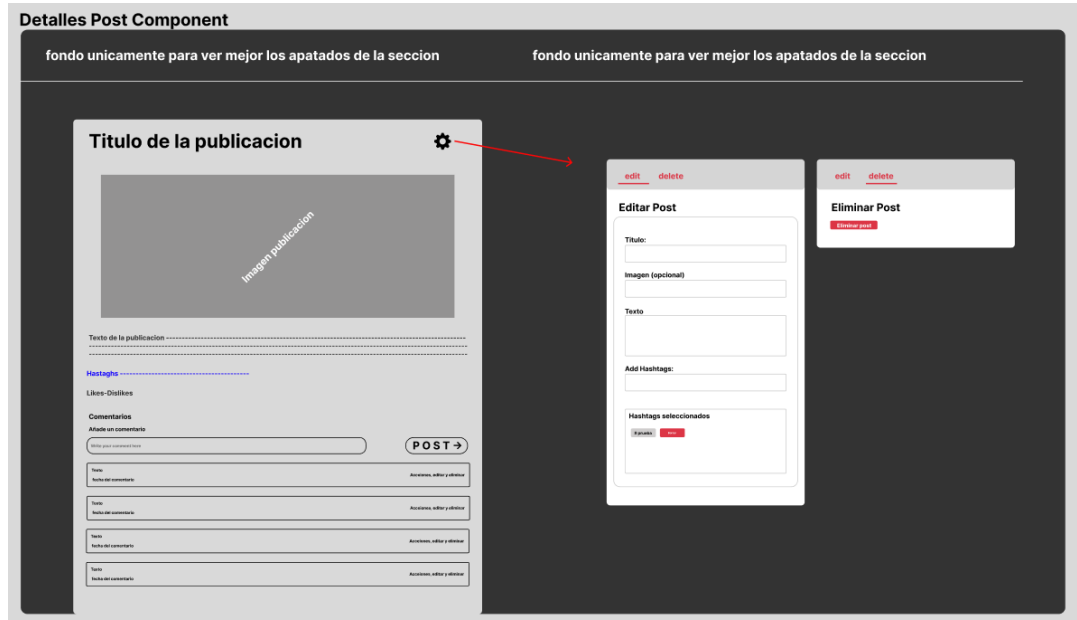 Detalles Post Component
fondo unicamente para ver mejor los apatados de la seccion
fondo unicamente para ver mejor los apatados de la seccion
Titulo de la publicacion
Imagen publicacion
Texto de la publicacion ----------------------------------------
Hastaghs ----------------------------------------
Likes-Dislikes
Comentarios
Añade un comentario
Write your comment here
POST→
Texto
fecha del comentario
Acciones, editar y eliminar
Texto
fecha del comentario
Acciones, editar y eliminar
Texto
fecha del comentario
Acciones, editar y eliminar
Texto
fecha del comentario
Acciones, editar y eliminar
edit delete
Editar Post
Titulo:
Imagen (opcional)
Texto
Add Hashtags:
Hashtags seleccionados
# prueba
edit delete
Eliminar Post
Eliminar post